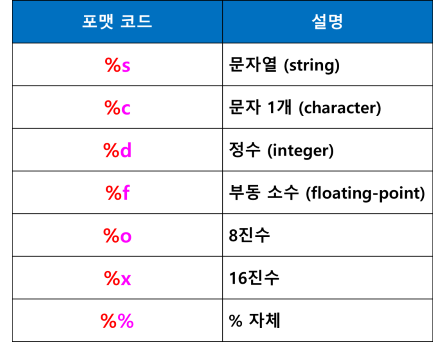 포맷 코드 설명
%s 문자열 (string)
%c 문자 1개 (character)
%d 정수 (integer)
%f 부동 소수 (floating-point)
%o 8진수
%x 16진수
%% % 자체